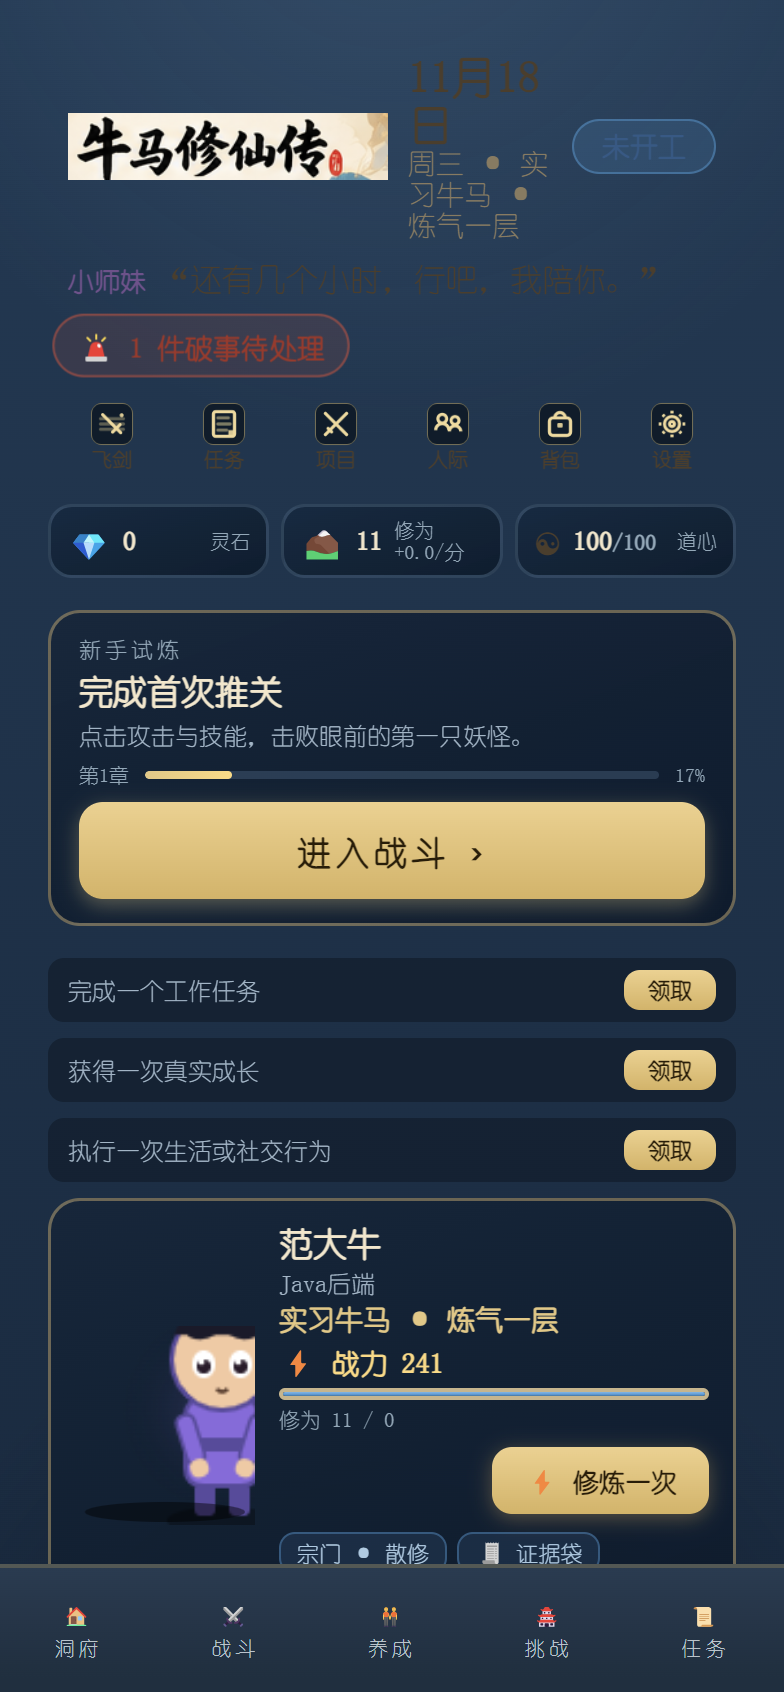 牛马修仙传
11月18
日
周三 • 实
习牛马 •
炼气一层
未开工
小师妹 “还有几个小时，行吧，我陪你。”
1 件破事待处理
飞剑 任务 项目 人际 背包 设置
0 灵石
11 修为
+0.0/分
100/100 道心
新手试炼
完成首次推关
点击攻击与技能，击败眼前的第一只妖怪。
第1章 17%
进入战斗 ›
完成一个工作任务 领取
获得一次真实成长 领取
执行一次生活或社交行为 领取
范大牛
Java后端
实习牛马 • 炼气一层
战力 241
修为 11 / 0
修炼一次
宗门 • 散修 证据袋
洞府 战斗 养成 挑战 任务